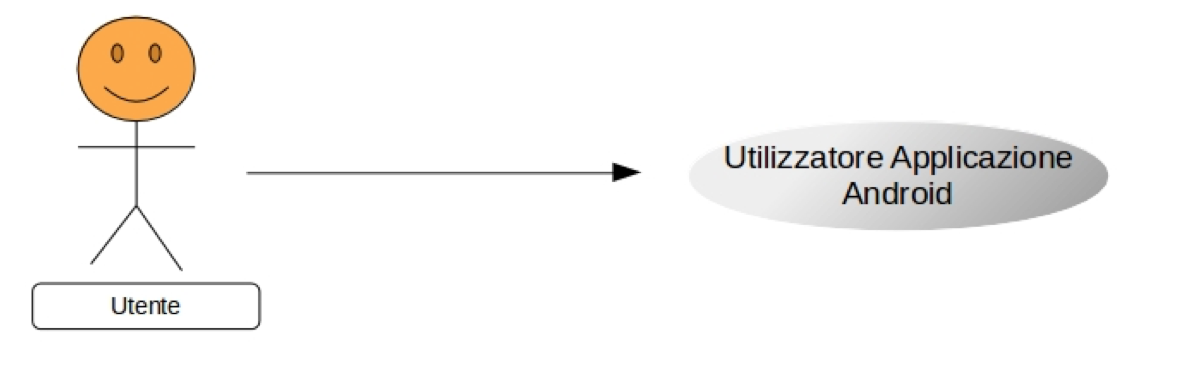 Utilizzatore Applicazione
Android
Utente